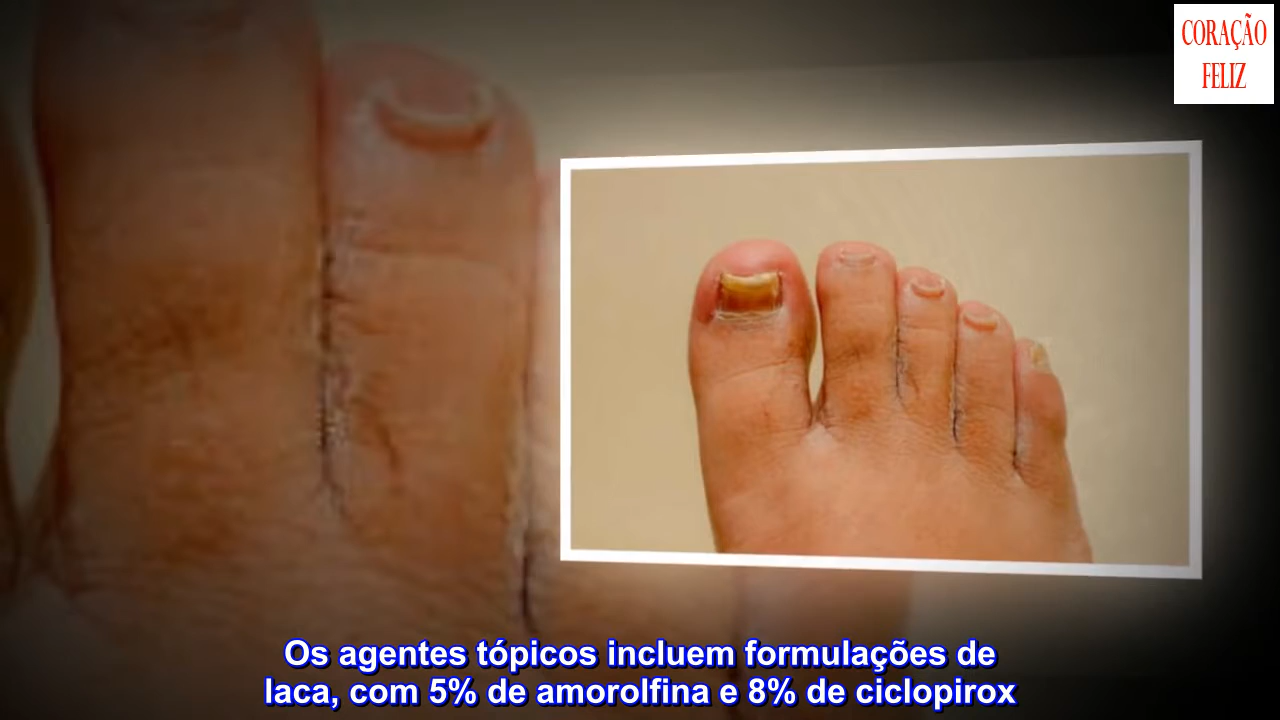 CORAÇÃO
FELIZ
Os agentes tópicos incluem formulações de
laca, com 5% de amorolfina e 8% de ciclopirox